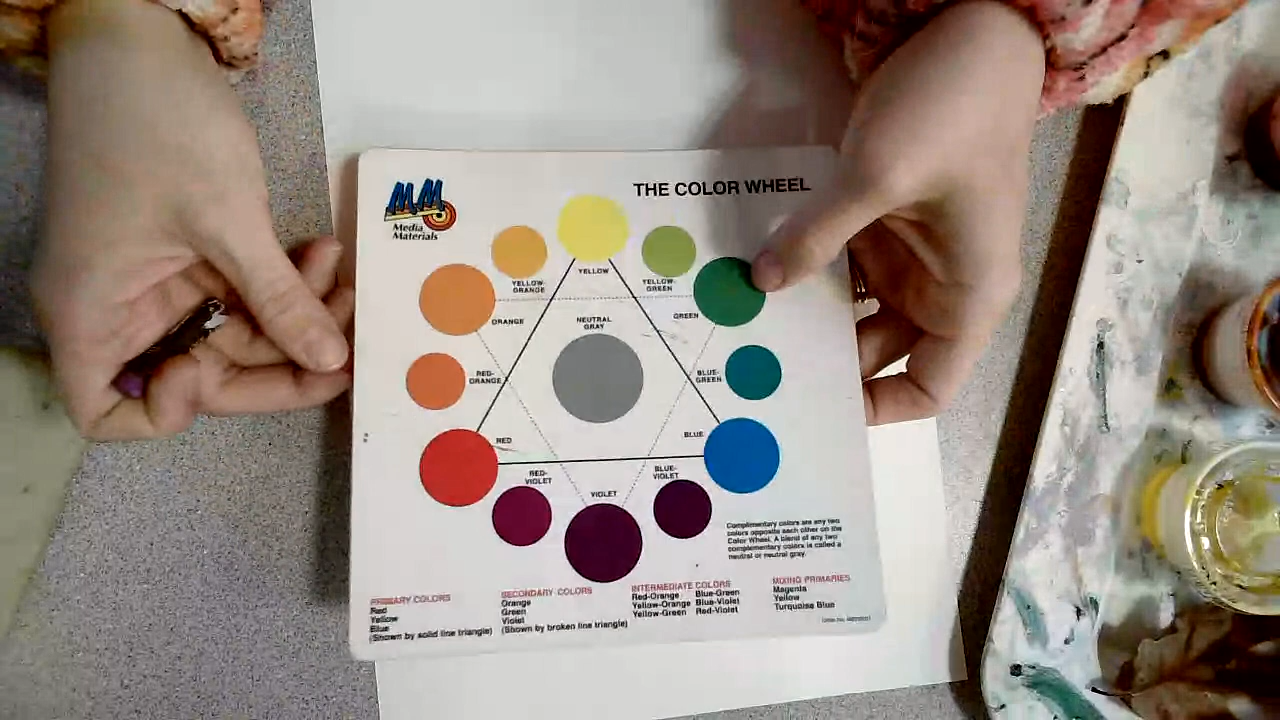 MM
Media
Materials
THE COLOR WHEEL
YELLOW
YELLOW-
ORANGE
YELLOW-
GREEN
ORANGE
NEUTRAL
GRAY
GREEN
RED-
ORANGE
BLUE-
GREEN
RED
BLUE
RED-
VIOLET
VIOLET
BLUE-
VIOLET
Complimentary colors are any two
colors opposite each other on the
Color Wheel. A blend of any two
complementary colors is called a
neutral or neutral gray.
PRIMARY COLORS
Red
Yellow
Blue
(Shown by solid line triangle)
SECONDARY COLORS
Orange
Green
Violet
(Shown by broken line triangle)
INTERMEDIATE COLORS
Red-Orange Blue-Green
Yellow-Orange Blue-Violet
Yellow-Green Red-Violet
MIXING PRIMARIES
Magenta
Yellow
Turquoise Blue